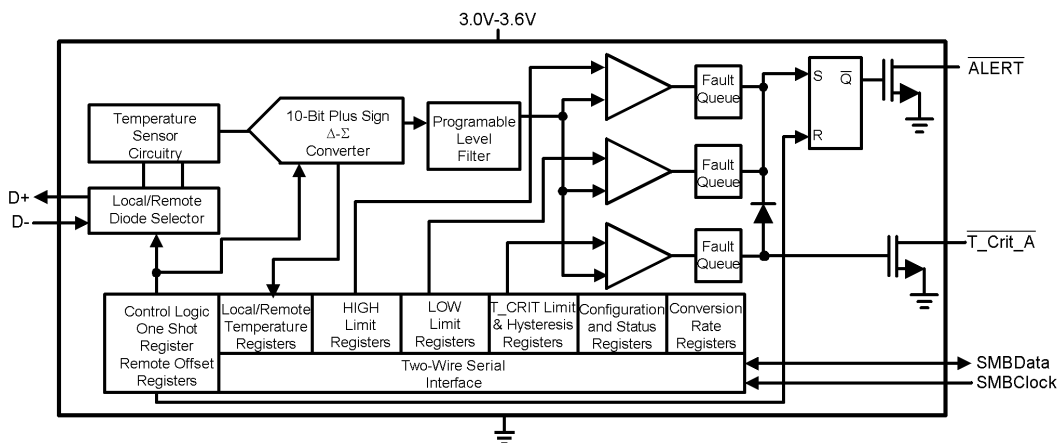 3.0V-3.6V
Temperature
Sensor
Circuitry
10-Bit Plus Sign
Δ-Σ
Converter
Programable
Level
Filter
Fault
Queue
S
Q̅
R
A̅L̅E̅R̅T̅
Fault
Queue
D+
D-
Local/Remote
Diode Selector
Fault
Queue
T̅_̅C̅r̅i̅t̅_̅A̅
Control Logic
One Shot
Register
Remote Offset
Registers
Local/Remote
Temperature
Registers
HIGH
Limit
Registers
LOW
Limit
Registers
T_CRIT Limit
& Hysteresis
Registers
Configuration
and Status
Registers
Conversion
Rate
Registers
Two-Wire Serial
Interface
SMBData
SMBClock